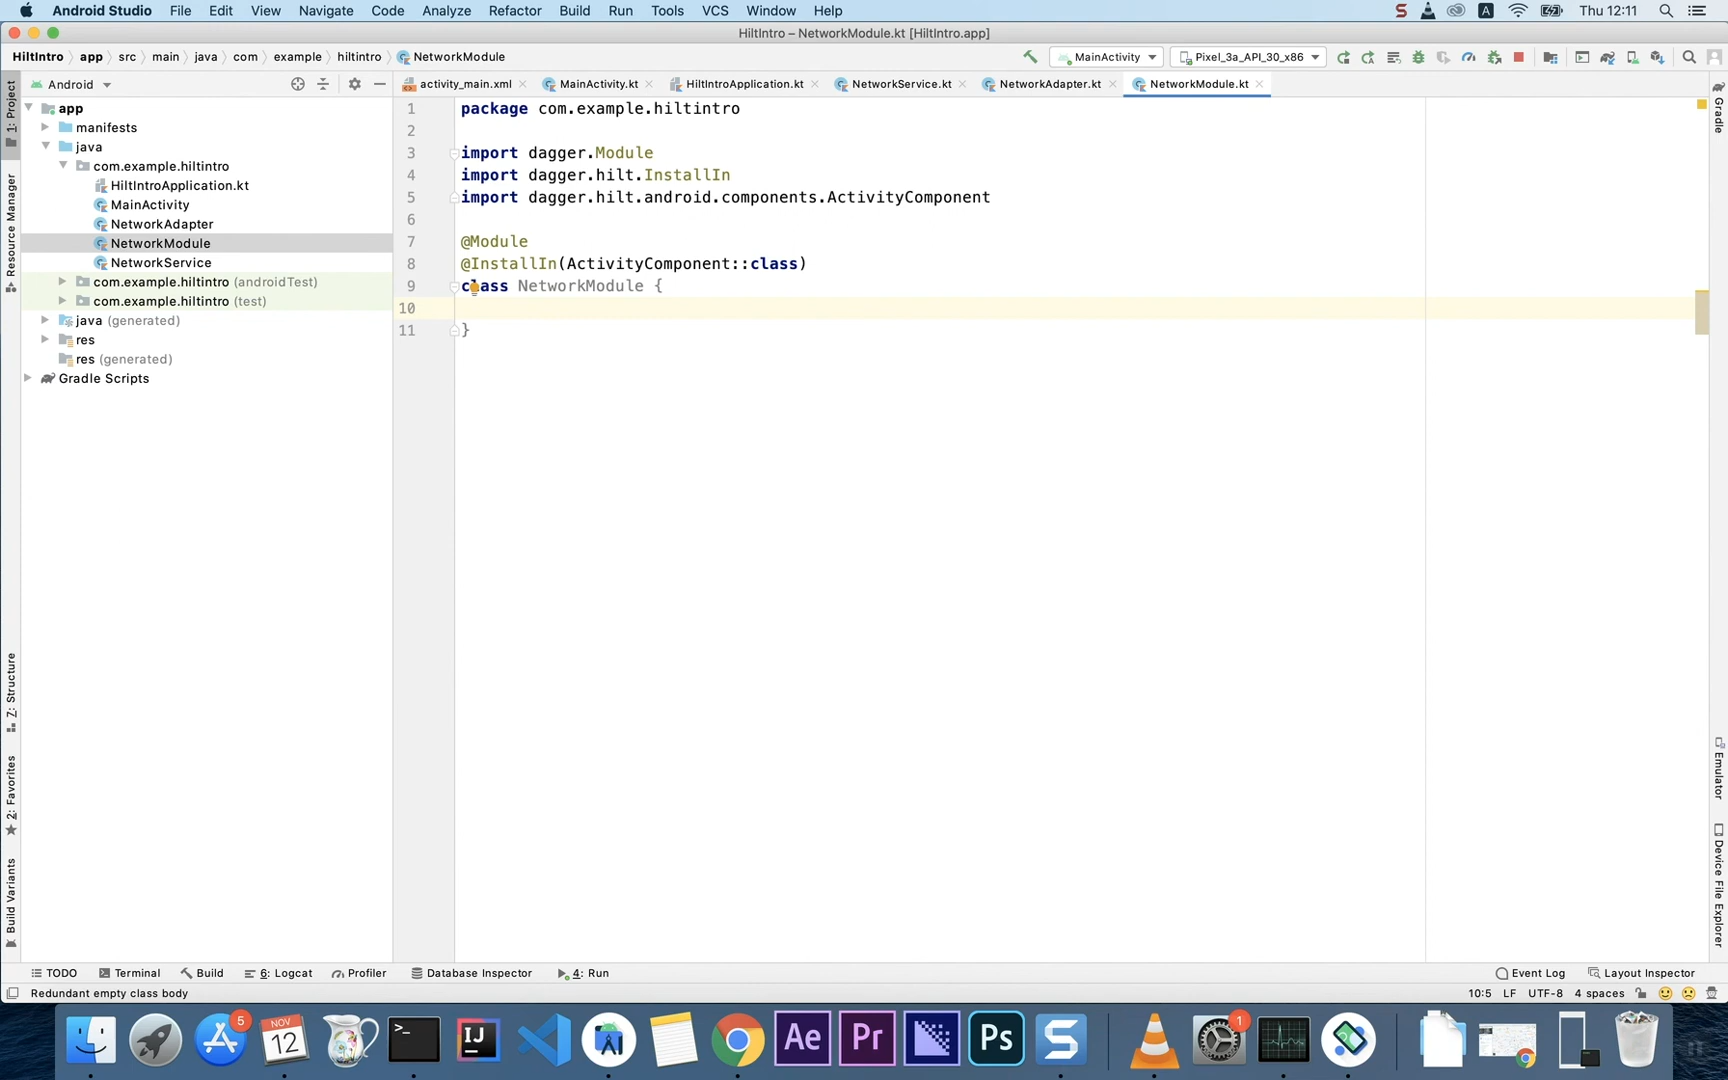 Android Studio File Edit View Navigate Code Analyze Refactor Build Run Tools VCS Window Help S A Thu 12:11
HiltIntro – NetworkModule.kt [HiltIntro.app]
HiltIntro app src main java com example hiltintro NetworkModule MainActivity Pixel_3a_API_30_x86
Android activity_main.xml MainActivity.kt HiltIntroApplication.kt NetworkService.kt NetworkAdapter.kt NetworkModule.kt
1: Project
Resource Manager
Z: Structure
2: Favorites
Build Variants
app
manifests
java
com.example.hiltintro
HiltIntroApplication.kt
MainActivity
NetworkAdapter
NetworkModule
NetworkService
com.example.hiltintro (androidTest)
com.example.hiltintro (test)
java (generated)
res
res (generated)
Gradle Scripts
1 package com.example.hiltintro
2
3 import dagger.Module
4 import dagger.hilt.InstallIn
5 import dagger.hilt.android.components.ActivityComponent
6
7 @Module
8 @InstallIn(ActivityComponent::class)
9 class NetworkModule {
10
11 }
Gradle
Emulator
Device File Explorer
TODO Terminal Build 6: Logcat Profiler Database Inspector 4: Run Event Log Layout Inspector
Redundant empty class body 10:5 LF UTF-8 4 spaces
5 NOV 12 >_ IJ Ae Pr Ps S 1